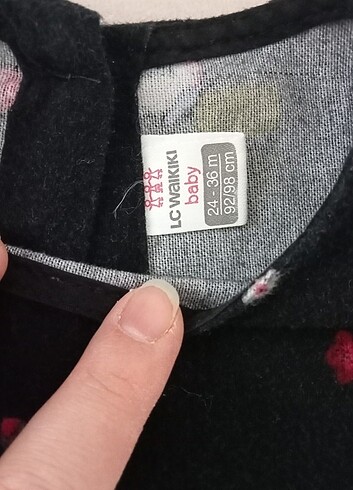 LC WAIKIKI
baby
24 - 36 m
92/98 cm